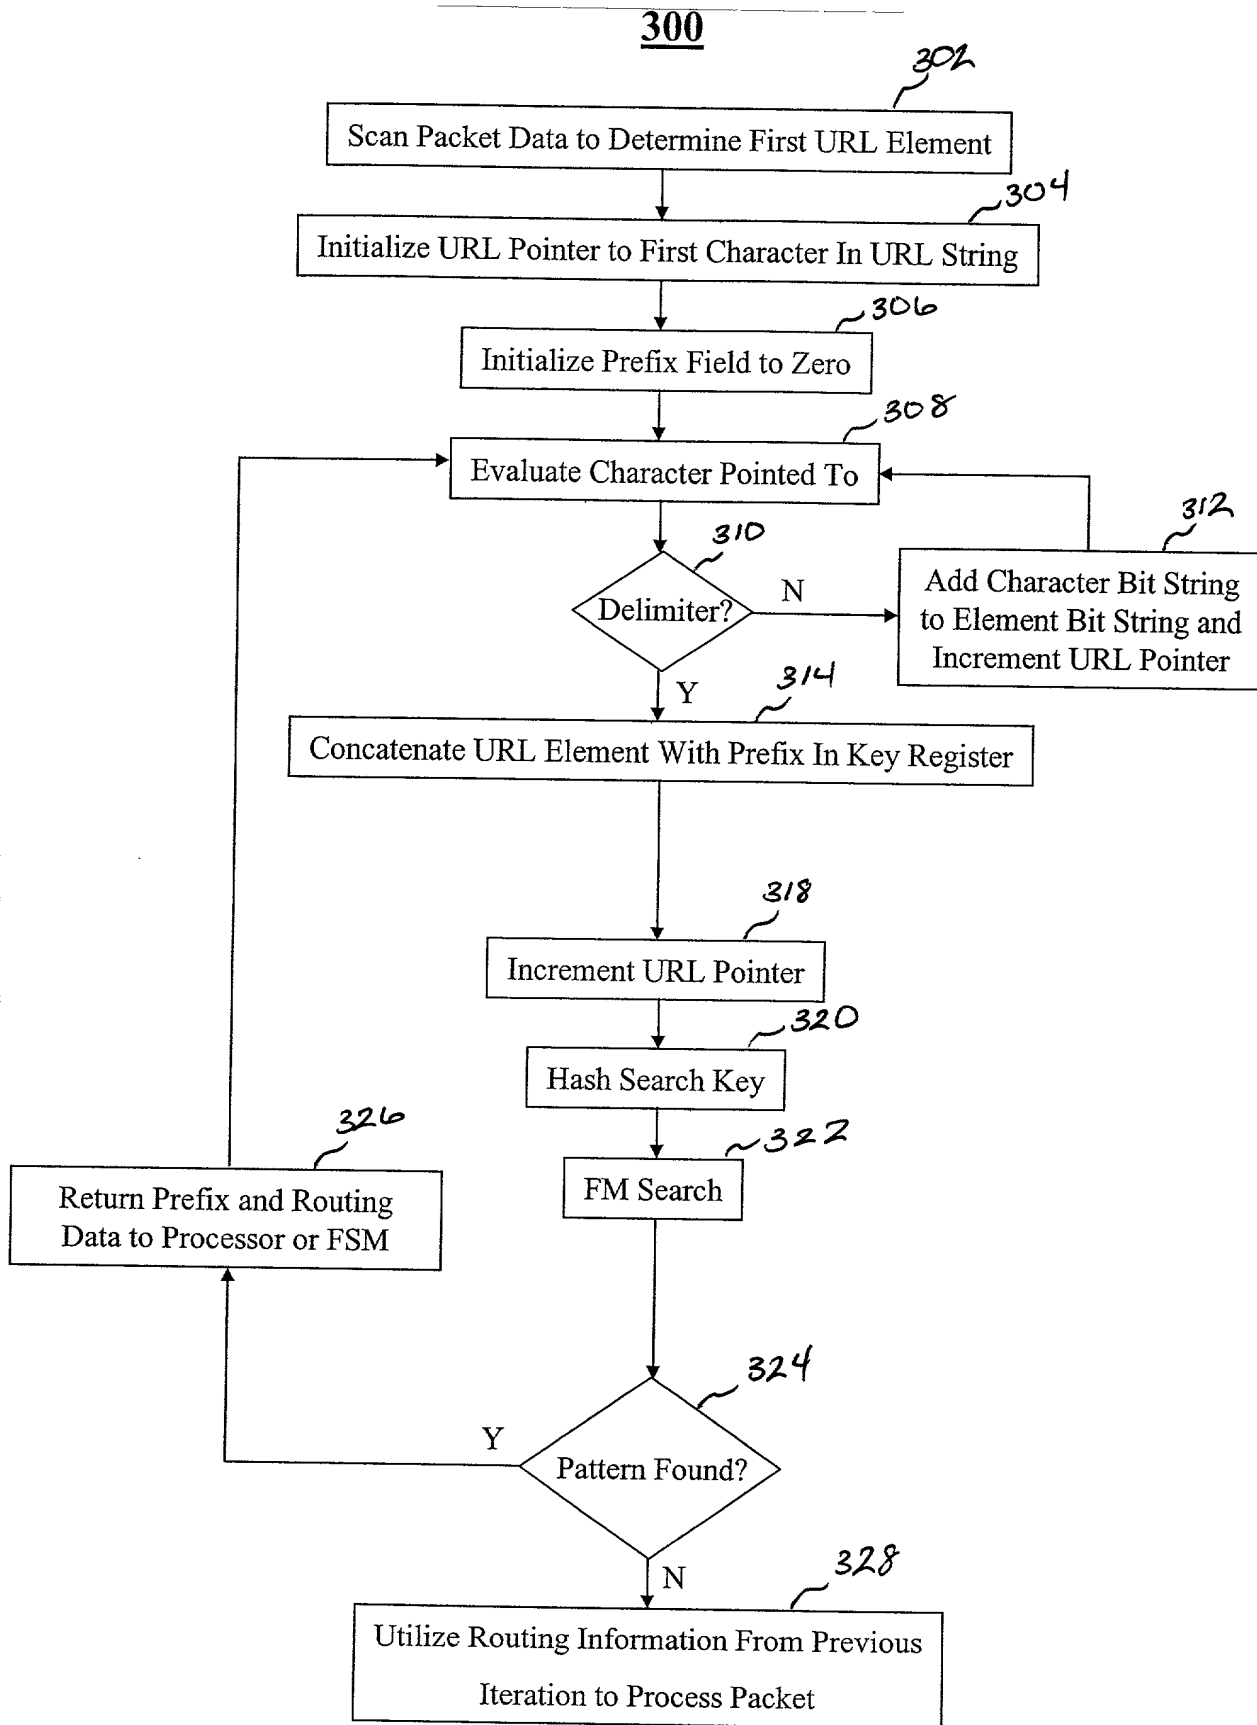 300
302
Scan Packet Data to Determine First URL Element
304
Initialize URL Pointer to First Character In URL String
306
Initialize Prefix Field to Zero
308
Evaluate Character Pointed To
310
Delimiter?
N
312
Add Character Bit String
to Element Bit String and
Increment URL Pointer
Y
314
Concatenate URL Element With Prefix In Key Register
318
Increment URL Pointer
320
Hash Search Key
322
FM Search
326
Return Prefix and Routing
Data to Processor or FSM
324
Pattern Found?
Y
N
328
Utilize Routing Information From Previous
Iteration to Process Packet